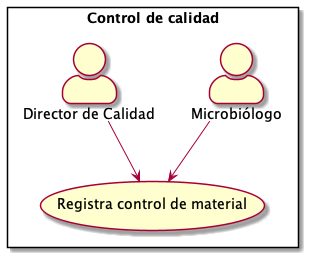 Control de calidad
Director de Calidad
Microbiólogo
Registra control de material